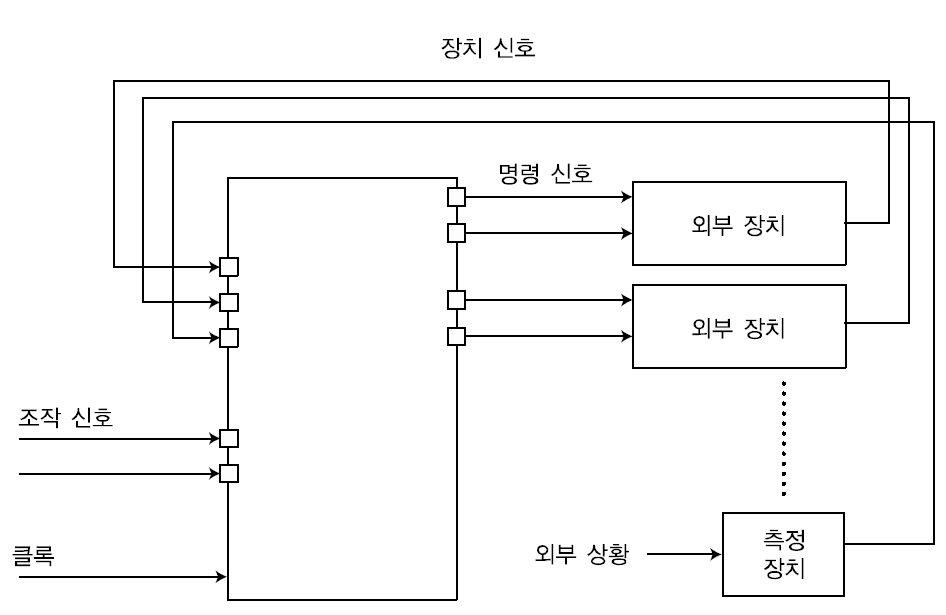 장치 신호
명령 신호
외부 장치
외부 장치
조작 신호
클록
외부 상황
측정
장치